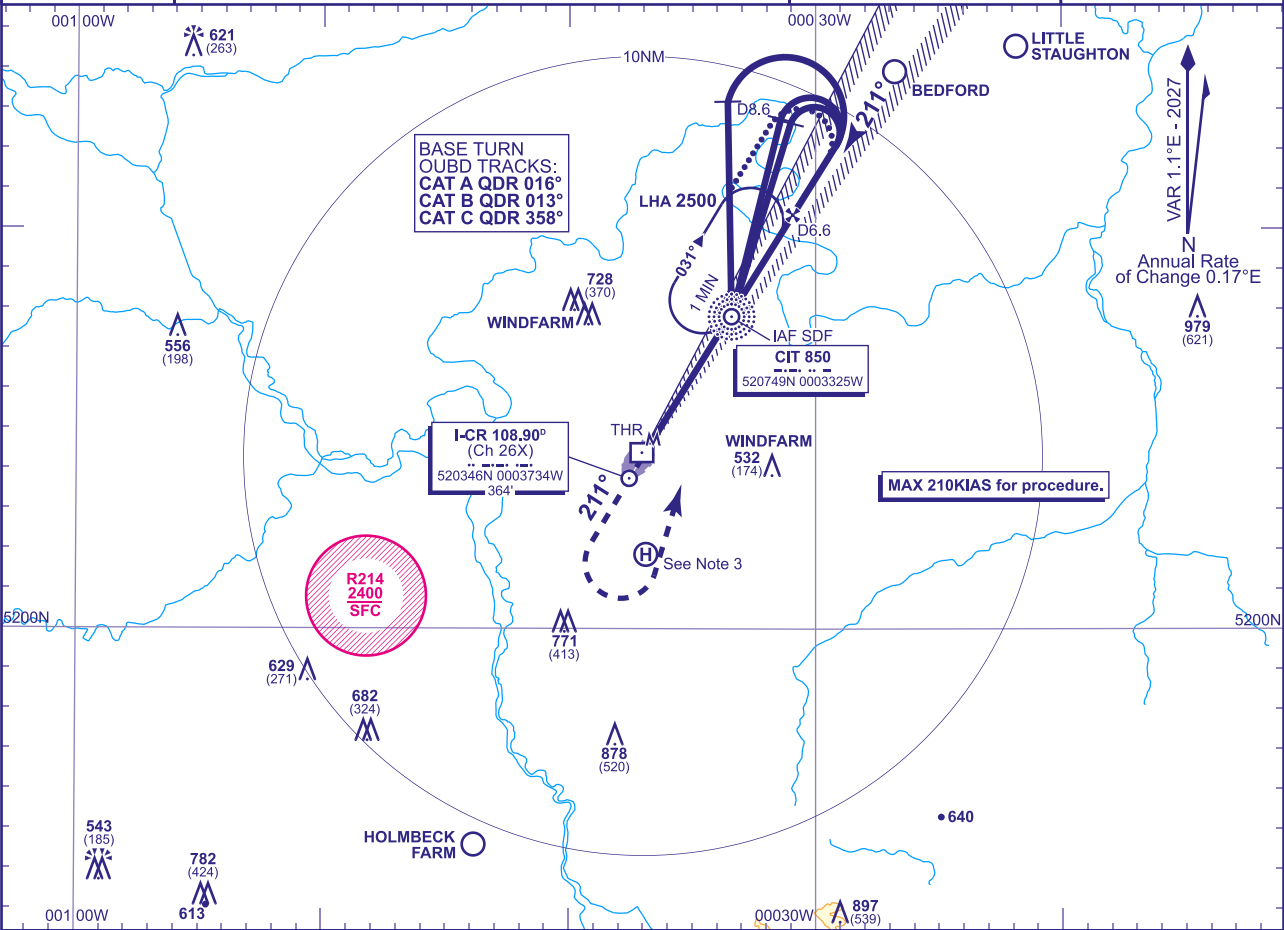 001 00W
000 30W
621
(263)
10NM
LITTLE
STAUGHTON
BEDFORD
211°
D8.6
VAR 1.1°E - 2027
N
Annual Rate
of Change 0.17°E
BASE TURN
OUBD TRACKS:
CAT A QDR 016°
CAT B QDR 013°
CAT C QDR 358°
LHA 2500
D6.6
031°
1 MIN
728
(370)
WINDFARM
979
(621)
556
(198)
IAF SDF
CIT 850
520749N 0003325W
THR
I-CR 108.90ᴰ
(Ch 26X)
520346N 0003734W
364'
WINDFARM
532
(174)
MAX 210KIAS for procedure.
211°
H
See Note 3
R214
2400
SFC
5200N
5200N
771
(413)
629
(271)
682
(324)
878
(520)
640
543
(185)
HOLMBECK
FARM
782
(424)
613
001 00W
000 30W
897
(539)